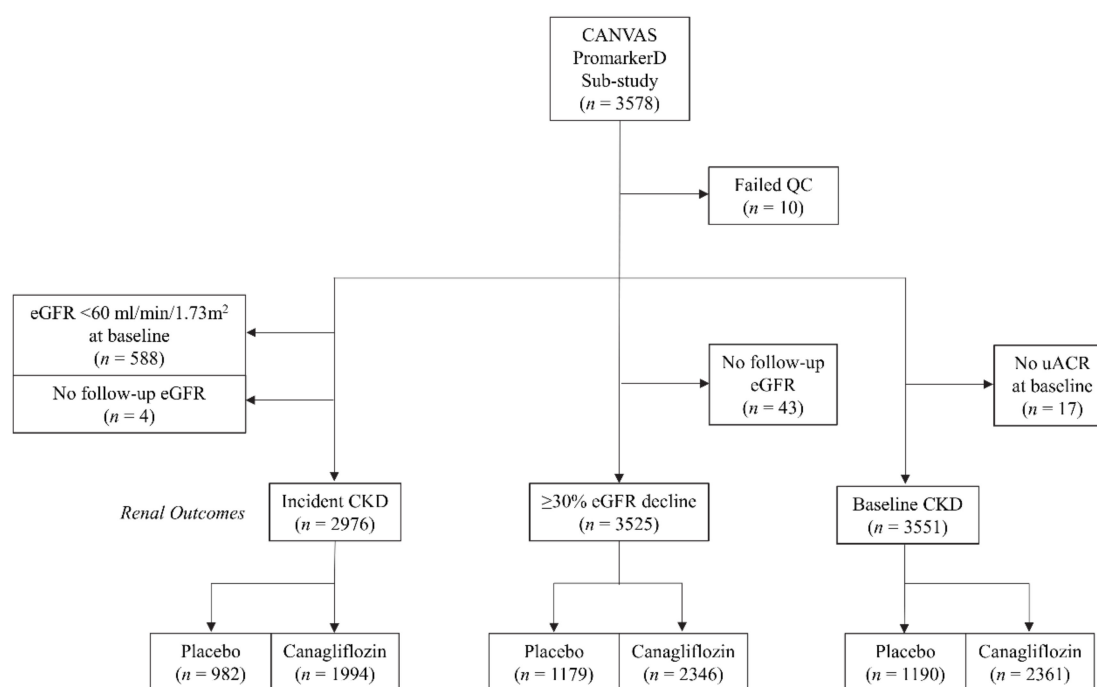 CANVAS
PromarkerD
Sub-study
(n = 3578)
Failed QC
(n = 10)
eGFR <60 ml/min/1.73m²
at baseline
(n = 588)
No follow-up eGFR
(n = 4)
No follow-up
eGFR
(n = 43)
No uACR
at baseline
(n = 17)
Renal Outcomes
Incident CKD
(n = 2976)
≥30% eGFR decline
(n = 3525)
Baseline CKD
(n = 3551)
Placebo
(n = 982)
Canagliflozin
(n = 1994)
Placebo
(n = 1179)
Canagliflozin
(n = 2346)
Placebo
(n = 1190)
Canagliflozin
(n = 2361)